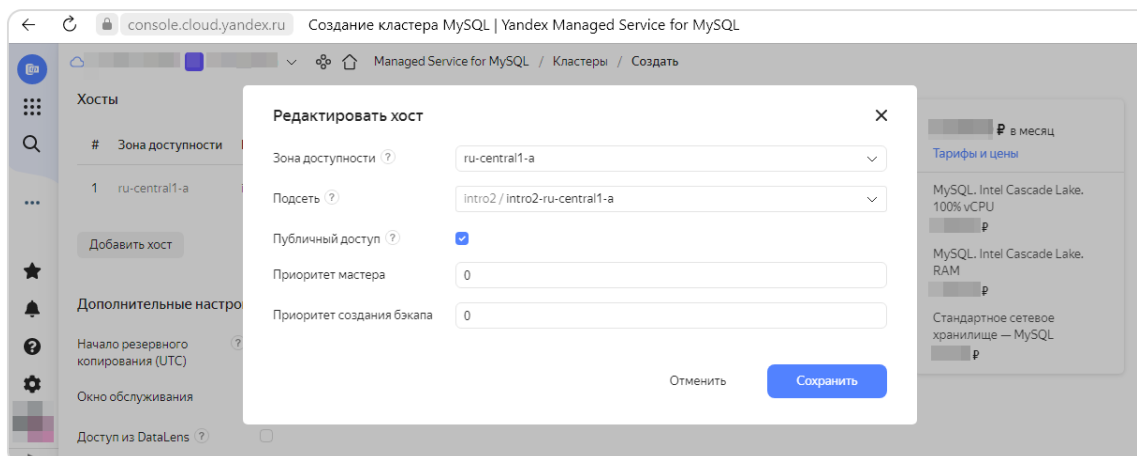 console.cloud.yandex.ru Создание кластера MySQL | Yandex Managed Service for MySQL
Managed Service for MySQL / Кластеры / Создать
Хосты
# Зона доступности
1 ru-central1-a
Добавить хост
Дополнительные настро
Начало резервного
копирования (UTC)
Окно обслуживания
Доступ из DataLens
Редактировать хост
Зона доступности ru-central1-a
Подсеть intro2 / intro2-ru-central1-a
Публичный доступ
Приоритет мастера 0
Приоритет создания бэкапа 0
Отменить Сохранить
₽ в месяц
Тарифы и цены
MySQL. Intel Cascade Lake.
100% vCPU
₽
MySQL. Intel Cascade Lake.
RAM
₽
Стандартное сетевое
хранилище — MySQL
₽